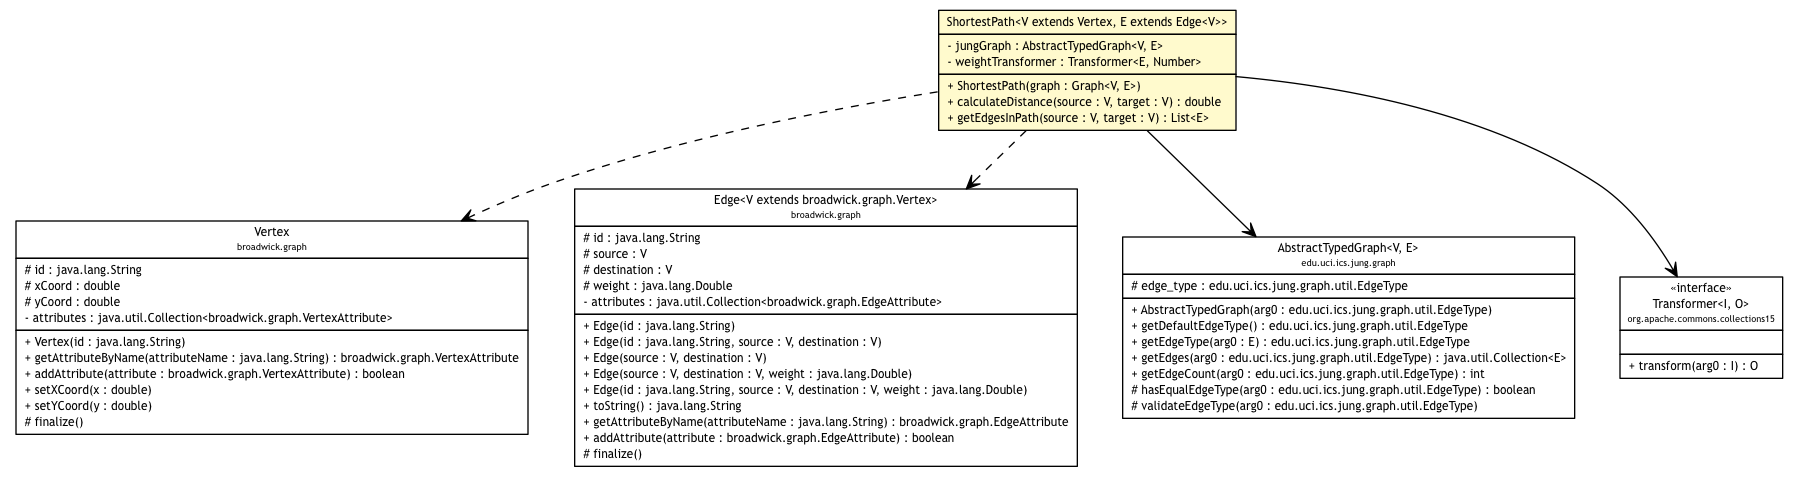 ShortestPath<V extends Vertex, E extends Edge<V>>
- jungGraph : AbstractTypedGraph<V, E>
- weightTransformer : Transformer<E, Number>
+ ShortestPath(graph : Graph<V, E>)
+ calculateDistance(source : V, target : V) : double
+ getEdgesInPath(source : V, target : V) : List<E>
Vertex
broadwick.graph
# id : java.lang.String
# xCoord : double
# yCoord : double
- attributes : java.util.Collection<broadwick.graph.VertexAttribute>
+ Vertex(id : java.lang.String)
+ getAttributeByName(attributeName : java.lang.String) : broadwick.graph.VertexAttribute
+ addAttribute(attribute : broadwick.graph.VertexAttribute) : boolean
+ setXCoord(x : double)
+ setYCoord(y : double)
# finalize()
Edge<V extends broadwick.graph.Vertex>
broadwick.graph
# id : java.lang.String
# source : V
# destination : V
# weight : java.lang.Double
- attributes : java.util.Collection<broadwick.graph.EdgeAttribute>
+ Edge(id : java.lang.String)
+ Edge(id : java.lang.String, source : V, destination : V)
+ Edge(source : V, destination : V)
+ Edge(source : V, destination : V, weight : java.lang.Double)
+ Edge(id : java.lang.String, source : V, destination : V, weight : java.lang.Double)
+ toString() : java.lang.String
+ getAttributeByName(attributeName : java.lang.String) : broadwick.graph.EdgeAttribute
+ addAttribute(attribute : broadwick.graph.EdgeAttribute) : boolean
# finalize()
AbstractTypedGraph<V, E>
edu.uci.ics.jung.graph
# edge_type : edu.uci.ics.jung.graph.util.EdgeType
+ AbstractTypedGraph(arg0 : edu.uci.ics.jung.graph.util.EdgeType)
+ getDefaultEdgeType() : edu.uci.ics.jung.graph.util.EdgeType
+ getEdgeType(arg0 : E) : edu.uci.ics.jung.graph.util.EdgeType
+ getEdges(arg0 : edu.uci.ics.jung.graph.util.EdgeType) : java.util.Collection<E>
+ getEdgeCount(arg0 : edu.uci.ics.jung.graph.util.EdgeType) : int
# hasEqualEdgeType(arg0 : edu.uci.ics.jung.graph.util.EdgeType) : boolean
# validateEdgeType(arg0 : edu.uci.ics.jung.graph.util.EdgeType)
«interface»
Transformer<I, O>
org.apache.commons.collections15
+ transform(arg0 : I) : O